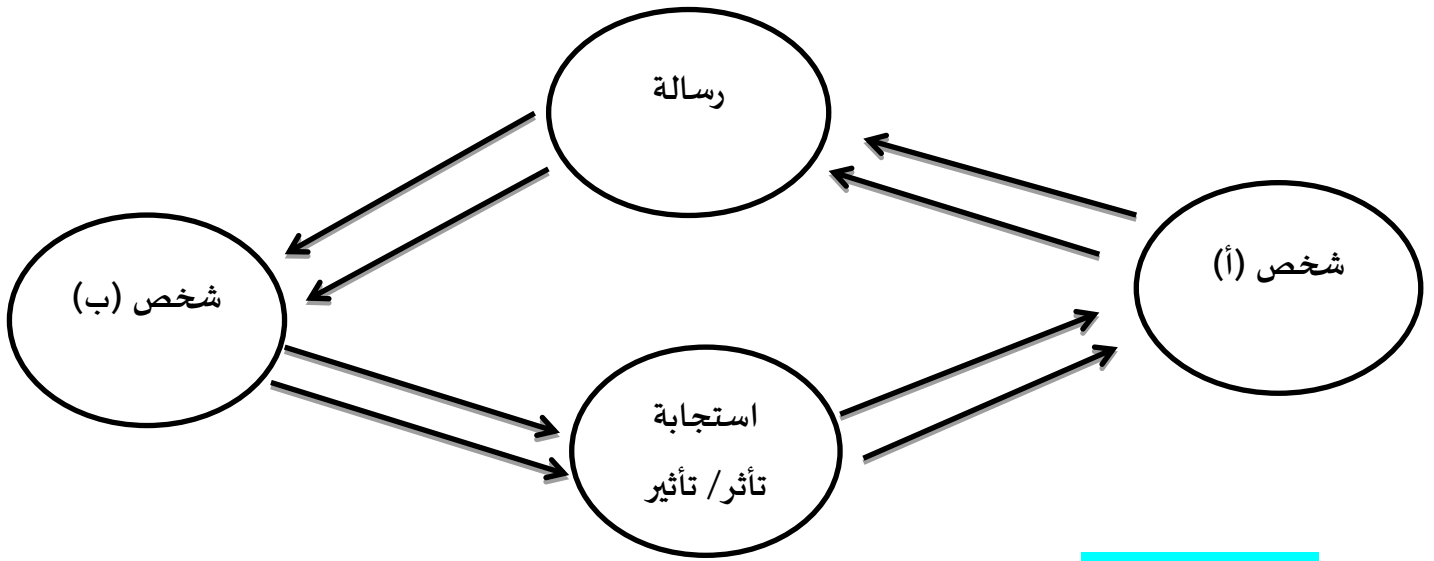 رسالة
شخص (أ)
شخص (ب)
استجابة
تأثر/ تأثير